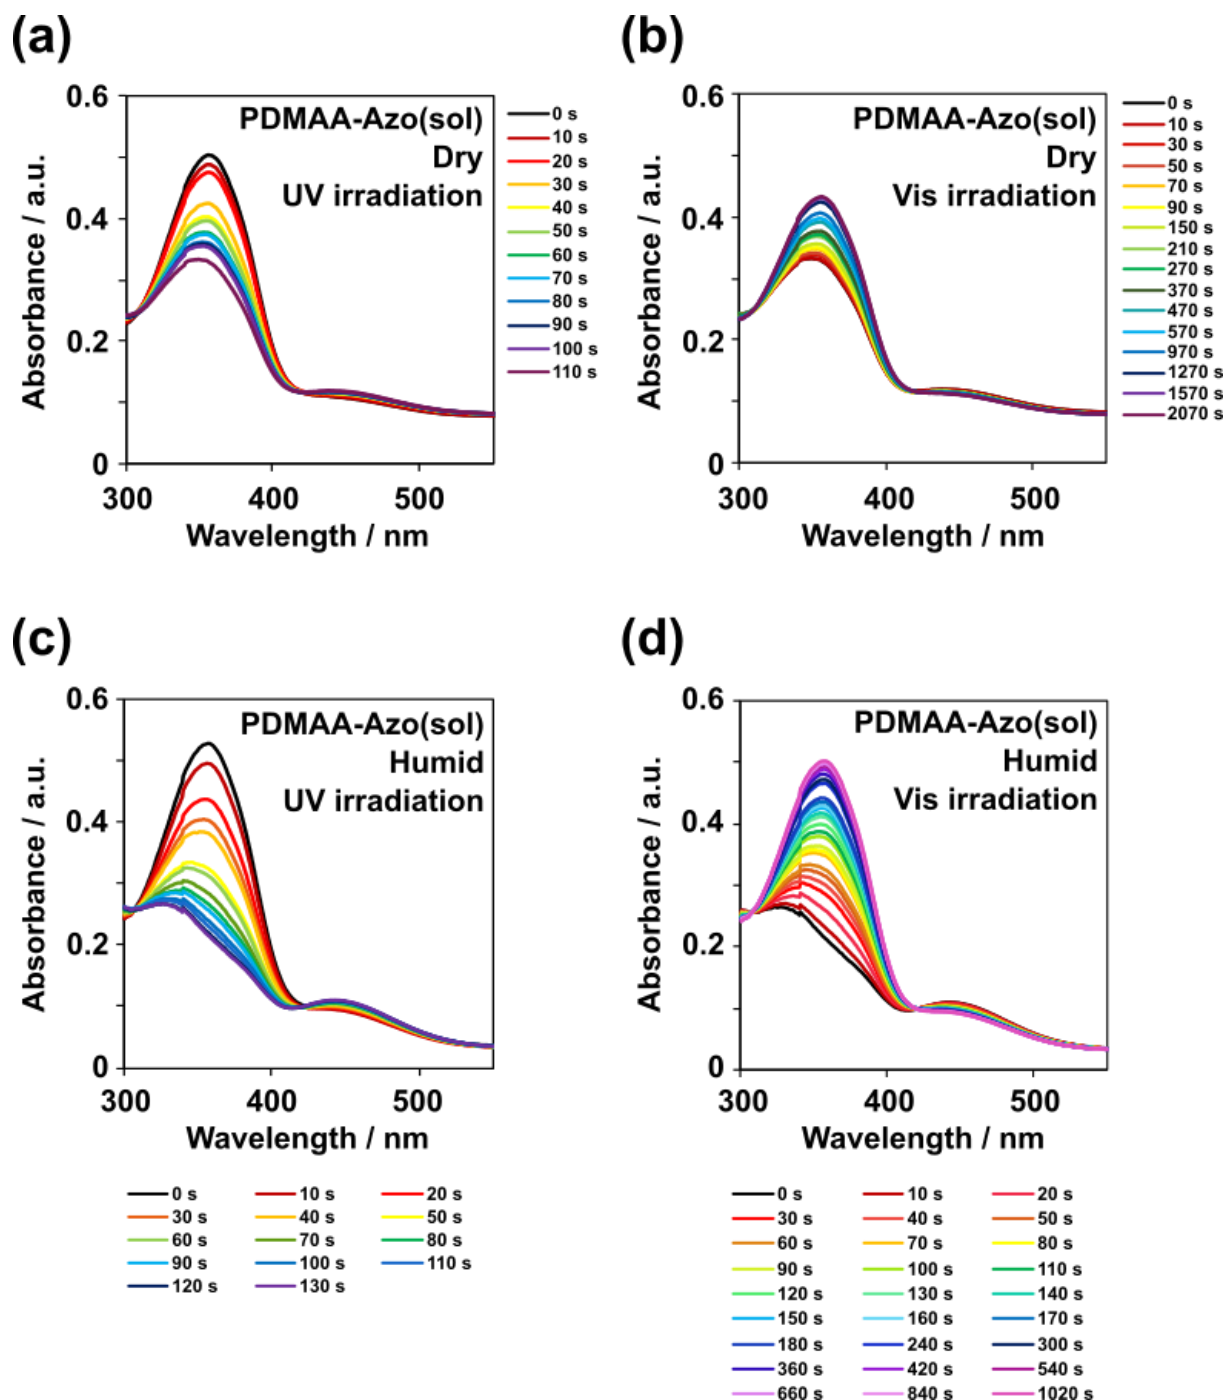 (a)
0.6
0.4
0.2
0
Absorbance / a.u.
PDMAA-Azo(sol)
Dry
UV irradiation
300 400 500
Wavelength / nm
0 s
10 s
20 s
30 s
40 s
50 s
60 s
70 s
80 s
90 s
100 s
110 s
(b)
0.6
0.4
0.2
0
Absorbance / a.u.
PDMAA-Azo(sol)
Dry
Vis irradiation
300 400 500
Wavelength / nm
0 s
10 s
30 s
50 s
70 s
90 s
150 s
210 s
270 s
370 s
470 s
570 s
970 s
1270 s
1570 s
2070 s
(c)
0.6
0.4
0.2
0
Absorbance / a.u.
PDMAA-Azo(sol)
Humid
UV irradiation
300 400 500
Wavelength / nm
0 s 10 s 20 s
30 s 40 s 50 s
60 s 70 s 80 s
90 s 100 s 110 s
120 s 130 s
(d)
0.6
0.4
0.2
0
Absorbance / a.u.
PDMAA-Azo(sol)
Humid
Vis irradiation
300 400 500
Wavelength / nm
0 s 10 s 20 s
30 s 40 s 50 s
60 s 70 s 80 s
90 s 100 s 110 s
120 s 130 s 140 s
150 s 160 s 170 s
180 s 240 s 300 s
360 s 420 s 540 s
660 s 840 s 1020 s